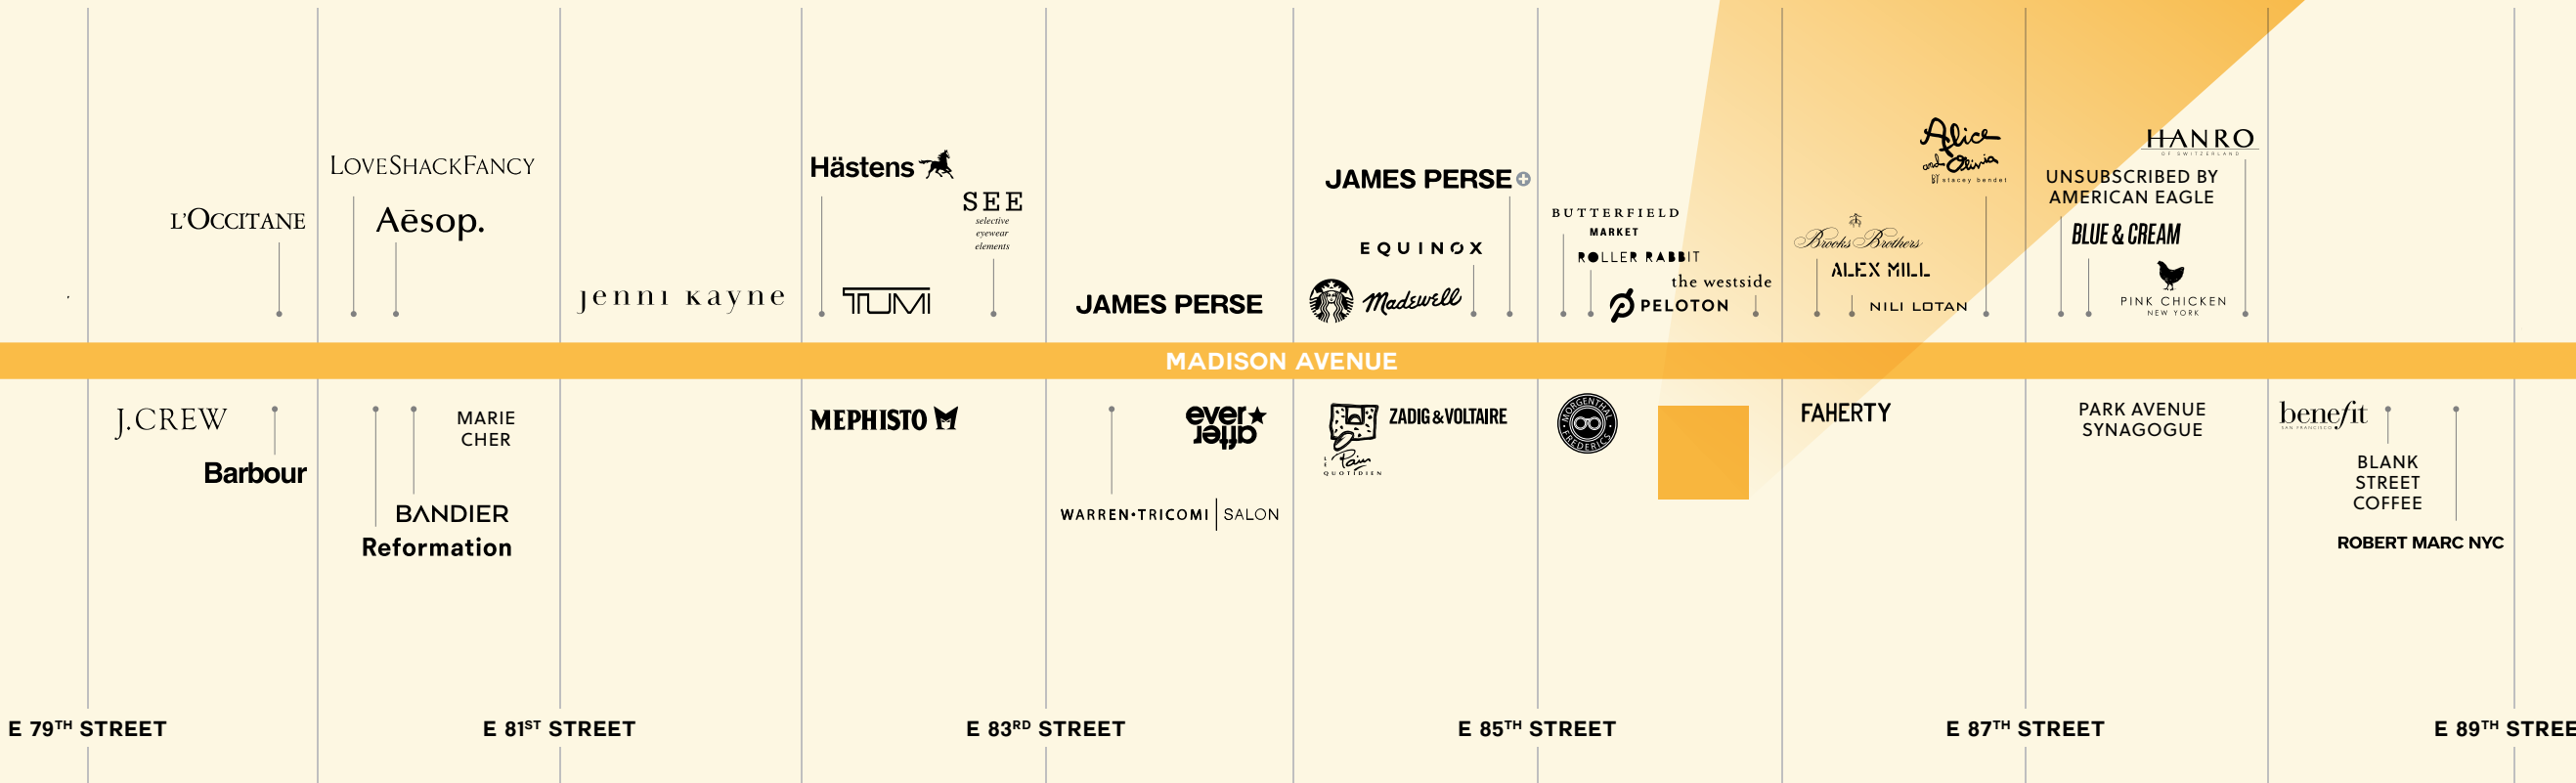 L'OCCITANE
LOVESHACKFANCY
Aēsop.
jenni kayne
Hästens
SEE
selective
eyewear
elements
TUMI
JAMES PERSE
JAMES PERSE
EQUINOX
Madewell
BUTTERFIELD
MARKET
ROLLER RABBIT
the westside
PELOTON
Alice
and Olivia
BY stacey bendet
Brooks Brothers
ALEX MILL
NILI LOTAN
HANRO
OF SWITZERLAND
UNSUBSCRIBED BY
AMERICAN EAGLE
BLUE & CREAM
PINK CHICKEN
NEW YORK
MADISON AVENUE
J.CREW
Barbour
MARIE
CHER
BANDIER
Reformation
MEPHISTO
ever
after
WARREN•TRICOMI | SALON
LE Pain
QUOTIDIEN
ZADIG&VOLTAIRE
MORGENTHAL
FREDERICS
FAHERTY
PARK AVENUE
SYNAGOGUE
benefit
SAN FRANCISCO
BLANK
STREET
COFFEE
ROBERT MARC NYC
E 79TH STREET
E 81ST STREET
E 83RD STREET
E 85TH STREET
E 87TH STREET
E 89TH STREE